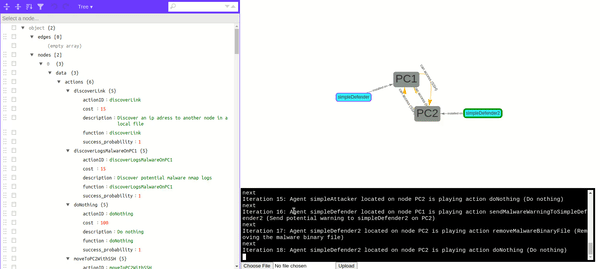 Tree ▾
Select a node...
object {2}
edges [0]
(empty array)
nodes [2]
0 {3}
data {3}
actions {6}
discoverLink {5}
actionID : discoverLink
cost : 15
description : Discover an ip adress to another node in a
local file
function : discoverLink
success_probability : 1
discoverLogsMalwareOnPC1 {5}
actionID : discoverLogsMalwareOnPC1
cost : 33
description : Discover potential malware nmap logs
function : discoverLogsMalwareOnPC1
success_probability : 1
doNothing {5}
actionID : doNothing
cost : 100
description : Do nothing
function : doNothing
success_probability : 1
moveToPC2WithSSH {5}
PC1
simpleDefender
PC2
simpleDefender2
next
Iteration 15: Agent simpleAttacker located on node PC2 is playing action doNothing (Do nothing)
next
Iteration 16: Agent simpleDefender located on node PC1 is playing action sendMalwareWarningToSimpleDef
ender2 (Send potential warning to simpleDefender2 on PC2)
next
Iteration 17: Agent simpleDefender2 located on node PC2 is playing action removeMalwareBinaryFile (Rem
oving the malware binary file)
next
Iteration 18: Agent simpleDefender2 located on node PC2 is playing action doNothing (Do nothing)
Choose File No file chosen Upload